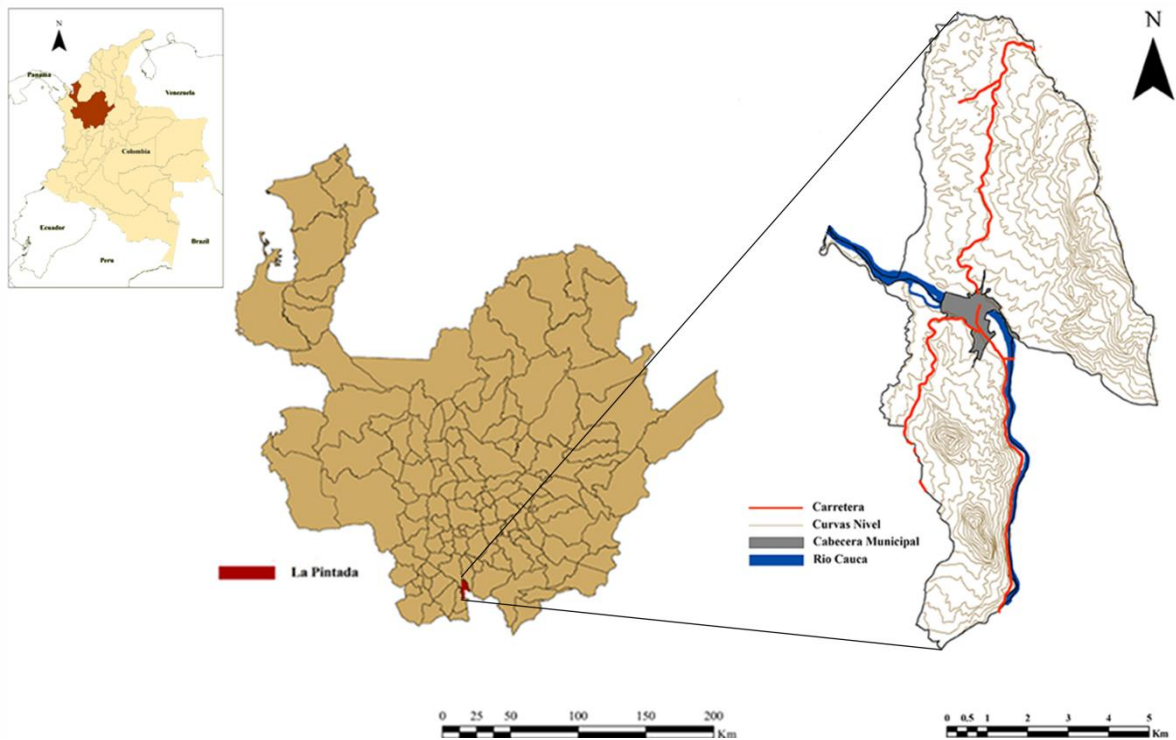 N
Panamá
Venezuela
Colombia
Ecuador
Brazil
Peru
N
La Pintada
Carretera
Curvas Nivel
Cabecera Municipal
Rio Cauca
0 25 50 100 150 200
Km
0 0.5 1 2 3 4 5
Km